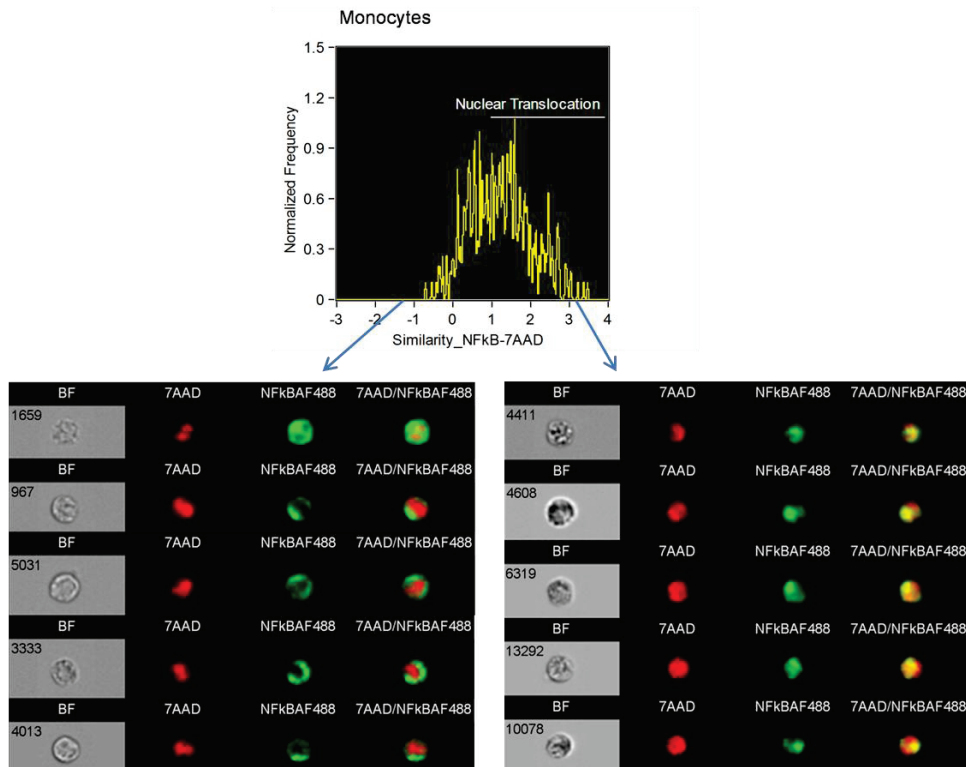 Monocytes
1.5
1.2
0.9
0.6
0.3
0
Normalized Frequency
Nuclear Translocation
-3 -2 -1 0 1 2 3 4
Similarity_NFkB-7AAD
BF 7AAD NFkBAF488 7AAD/NFkBAF488
1659
BF 7AAD NFkBAF488 7AAD/NFkBAF488
967
BF 7AAD NFkBAF488 7AAD/NFkBAF488
5031
BF 7AAD NFkBAF488 7AAD/NFkBAF488
3333
BF 7AAD NFkBAF488 7AAD/NFkBAF488
4013
BF 7AAD NFkBAF488 7AAD/NFkBAF488
4411
BF 7AAD NFkBAF488 7AAD/NFkBAF488
4608
BF 7AAD NFkBAF488 7AAD/NFkBAF488
6319
BF 7AAD NFkBAF488 7AAD/NFkBAF488
13292
BF 7AAD NFkBAF488 7AAD/NFkBAF488
10078